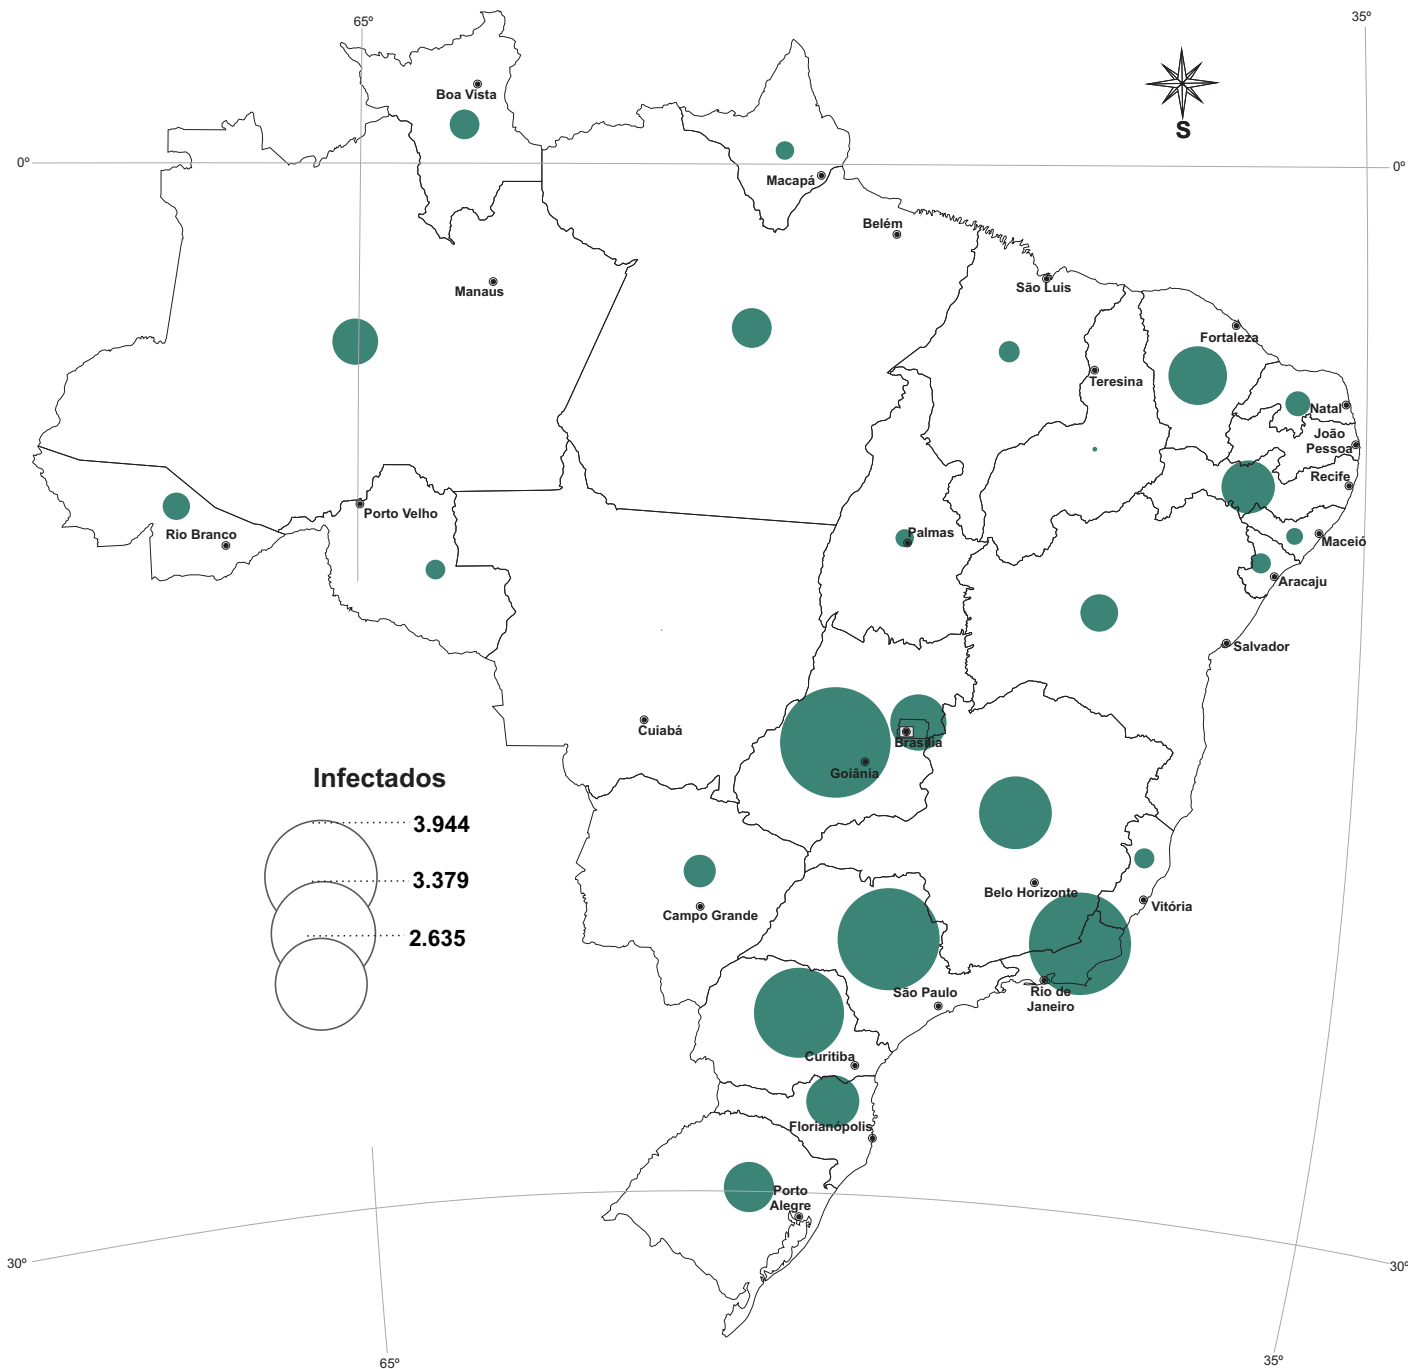 65º
35º
Boa Vista
S
0º
0º
Macapá
Belém
Manaus
São Luis
Fortaleza
Teresina
Natal
João
Pessoa
Recife
Porto Velho
Rio Branco
Palmas
Maceió
Aracaju
Salvador
Cuiabá
Brasília
Goiânia
Infectados
3.944
3.379
2.635
Belo Horizonte
Campo Grande
Vitória
São Paulo
Rio de
Janeiro
Curitiba
Florianópolis
Porto
Alegre
30º
30º
65º
35º